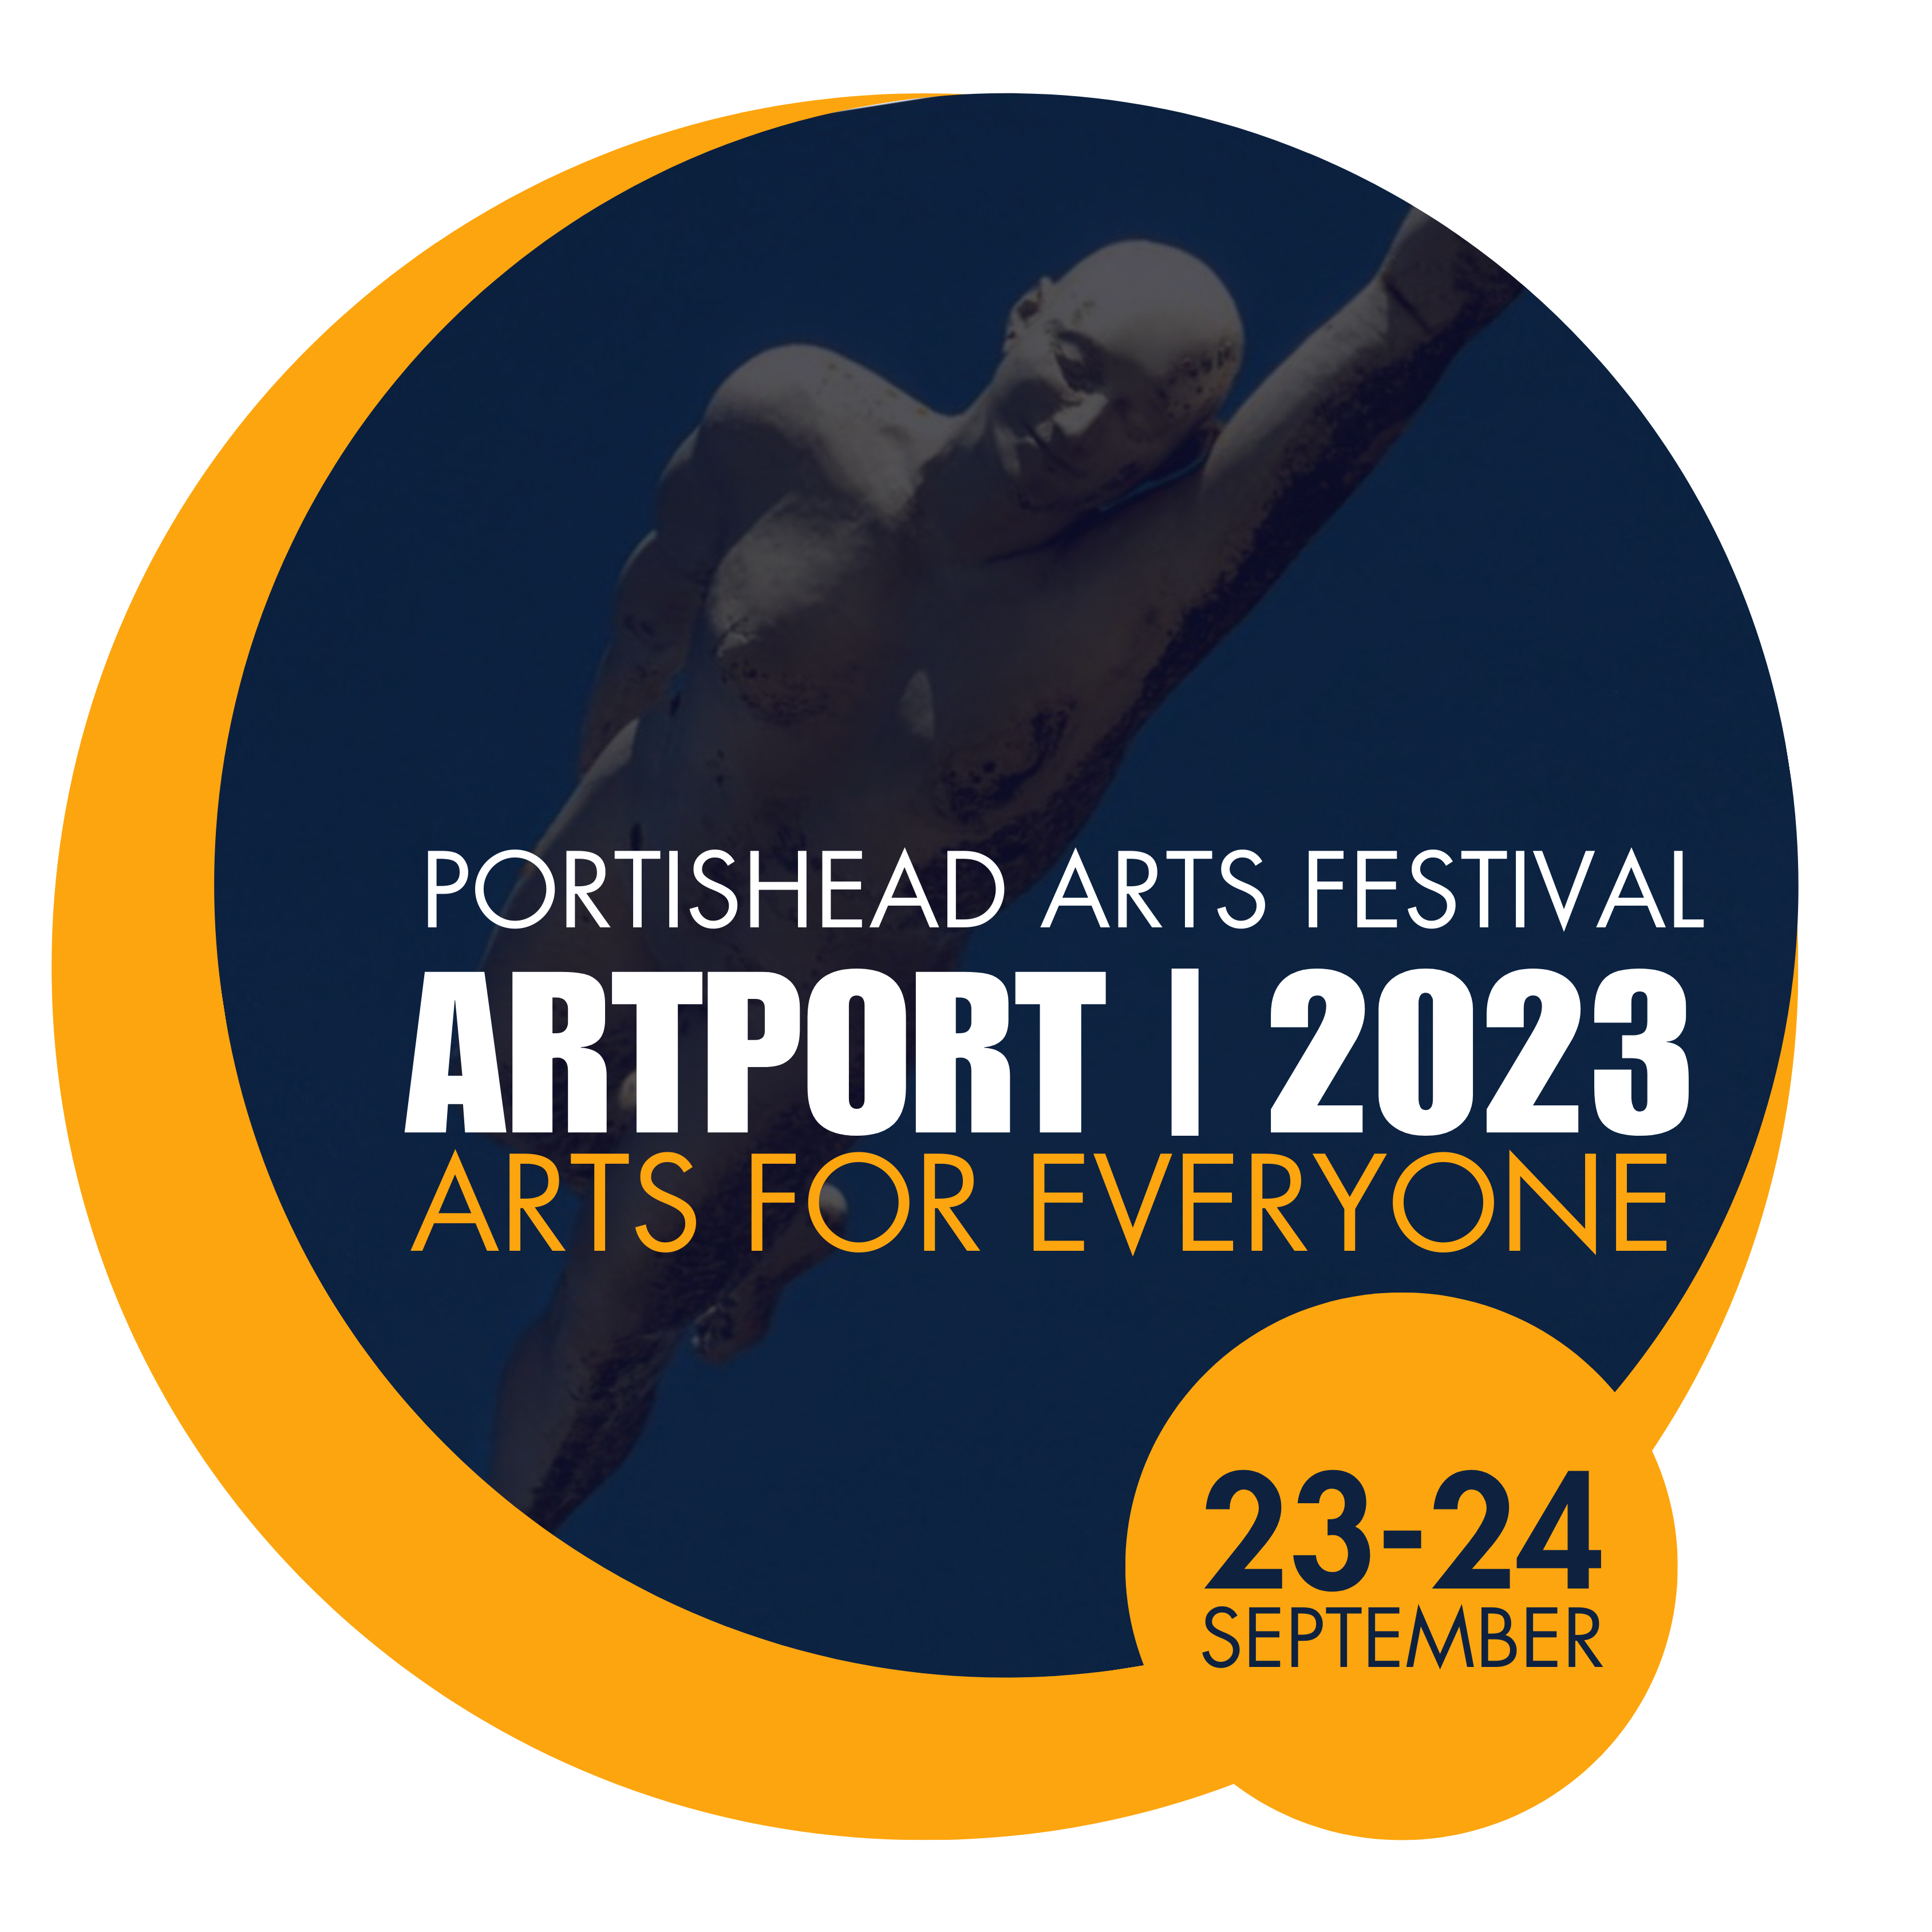 PORTISHEAD ARTS FESTIVAL
ARTPORT | 2023
ARTS FOR EVERYONE
23-24
SEPTEMBER